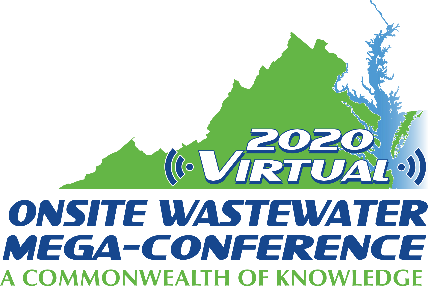 2020
VIRTUAL
ONSITE WASTEWATER
MEGA-CONFERENCE
A COMMONWEALTH OF KNOWLEDGE